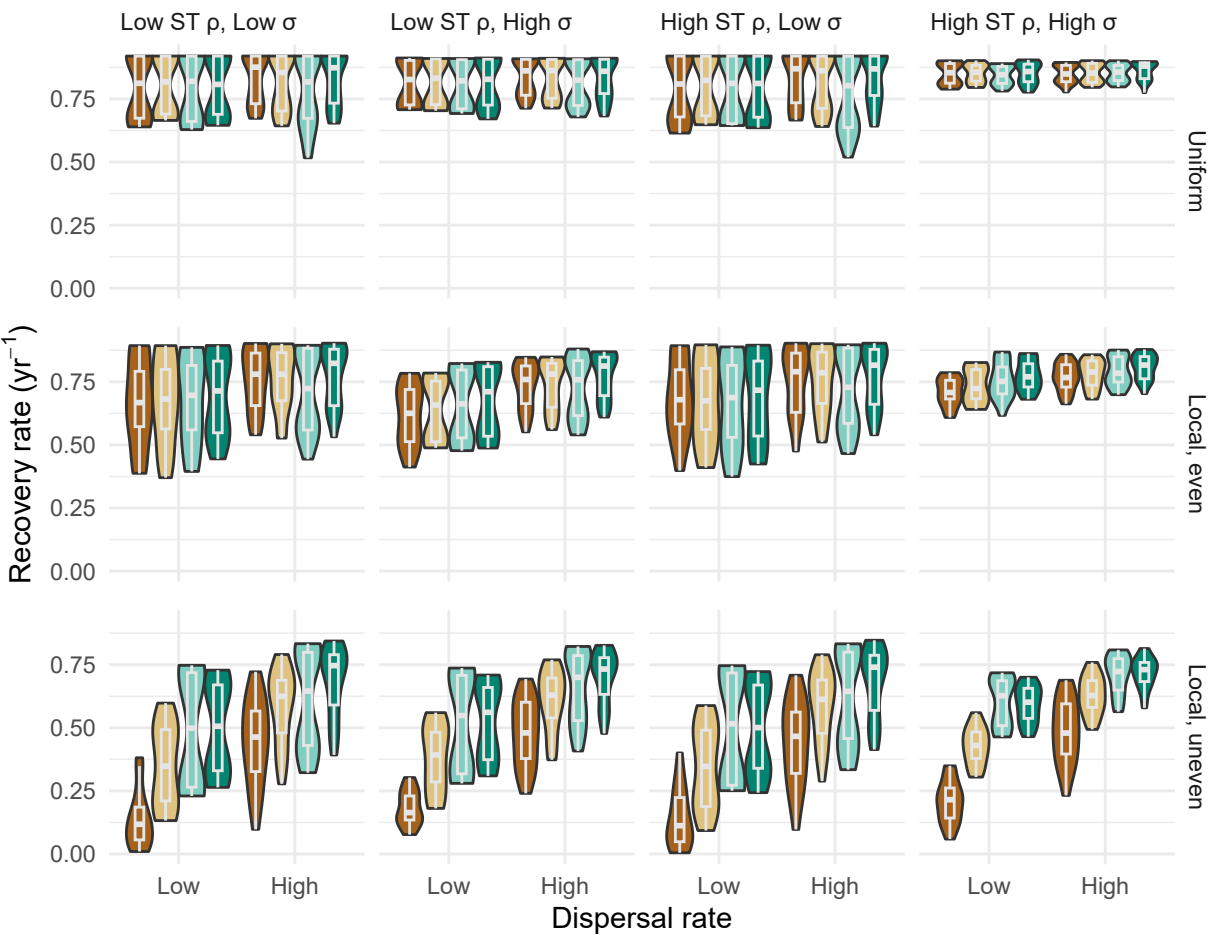 Low ST ρ, Low σ
Low ST ρ, High σ
High ST ρ, Low σ
High ST ρ, High σ
0.75
0.50
0.25
0.00
Uniform
0.75
0.50
0.25
0.00
Local, even
0.75
0.50
0.25
0.00
Local, uneven
Recovery rate (yr⁻¹)
Low
High
Low
High
Low
High
Low
High
Dispersal rate